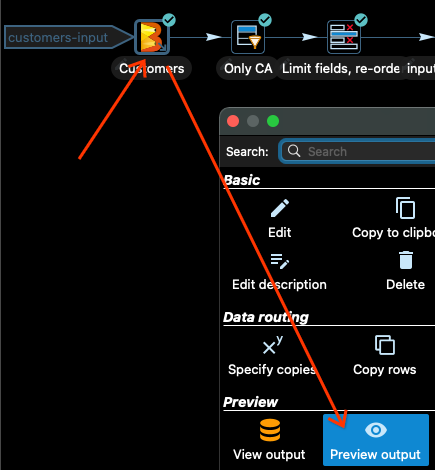 customers-input
Customers
Only CA
Limit fields, re-orde
input
Search:
Search
Basic
Edit
Copy to clipbo
Edit description
Delete
Data routing
Specify copies
Copy rows
Preview
View output
Preview output